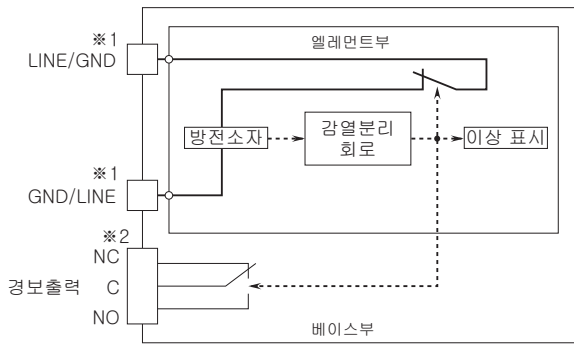 ※1
LINE/GND
엘레먼트부
방전소자
감열분리
회로
이상 표시
※1
GND/LINE
※2
NC
경보출력
C
NO
베이스부